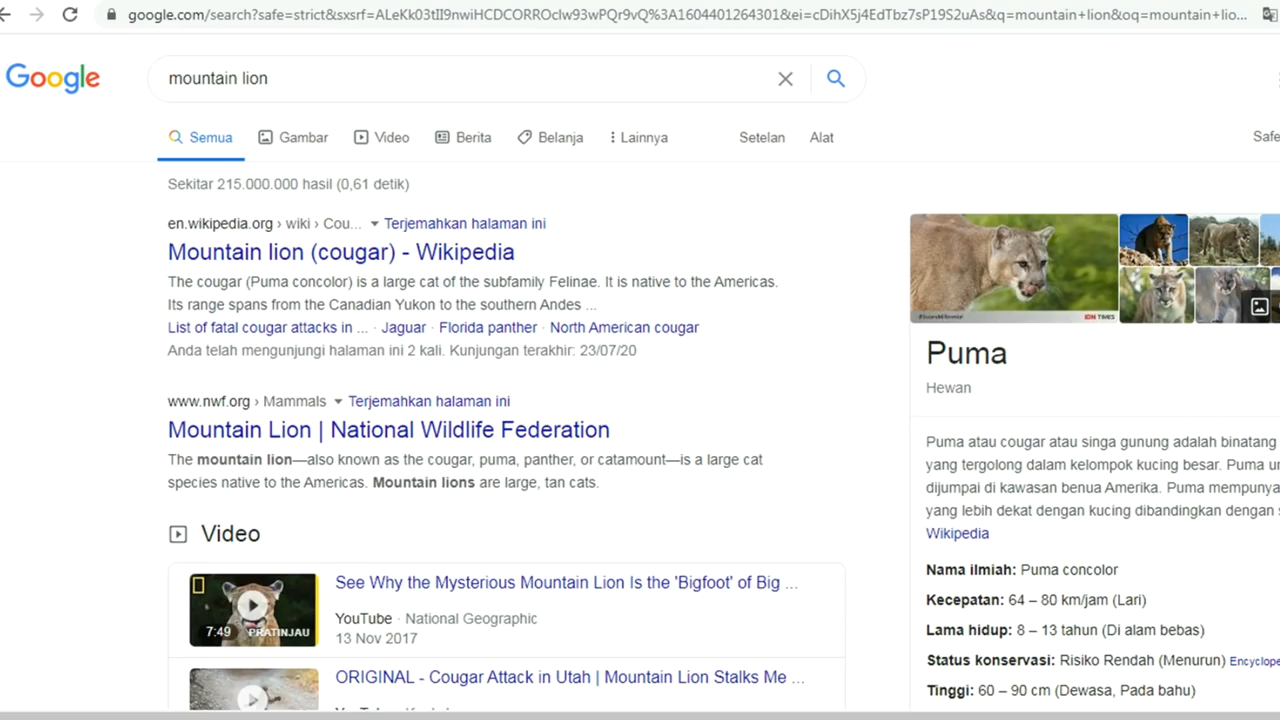 google.com/search?safe=strict&sxsrf=ALeKk03tII9nwiHCDCORROclw93wPQr9vQ%3A1604401264301&ei=cDihX5j4EdTbz7sP19S2uAs&q=mountain+lion&oq=mountain+lio...
Google
mountain lion
Semua
Gambar
Video
Berita
Belanja
Lainnya
Setelan
Alat
Safe
Sekitar 215.000.000 hasil (0,61 detik)
en.wikipedia.org › wiki › Cou... Terjemahkan halaman ini
Mountain lion (cougar) - Wikipedia
The cougar (Puma concolor) is a large cat of the subfamily Felinae. It is native to the Americas.
Its range spans from the Canadian Yukon to the southern Andes ...
List of fatal cougar attacks in ... · Jaguar · Florida panther · North American cougar
Anda telah mengunjungi halaman ini 2 kali. Kunjungan terakhir: 23/07/20
www.nwf.org › Mammals Terjemahkan halaman ini
Mountain Lion | National Wildlife Federation
The mountain lion—also known as the cougar, puma, panther, or catamount—is a large cat
species native to the Americas. Mountain lions are large, tan cats.
Video
7:49
PRATINJAU
See Why the Mysterious Mountain Lion Is the 'Bigfoot' of Big ...
YouTube · National Geographic
13 Nov 2017
ORIGINAL - Cougar Attack in Utah | Mountain Lion Stalks Me ...
IDN TIMES
Puma
Hewan
Puma atau cougar atau singa gunung adalah binatang
yang tergolong dalam kelompok kucing besar. Puma
dijumpai di kawasan benua Amerika. Puma
yang lebih dekat dengan kucing dibandingkan dengan
Wikipedia
Nama ilmiah: Puma concolor
Kecepatan: 64 – 80 km/jam (Lari)
Lama hidup: 8 – 13 tahun (Di alam bebas)
Status konservasi: Risiko Rendah (Menurun) Encyclope
Tinggi: 60 – 90 cm (Dewasa, Pada bahu)